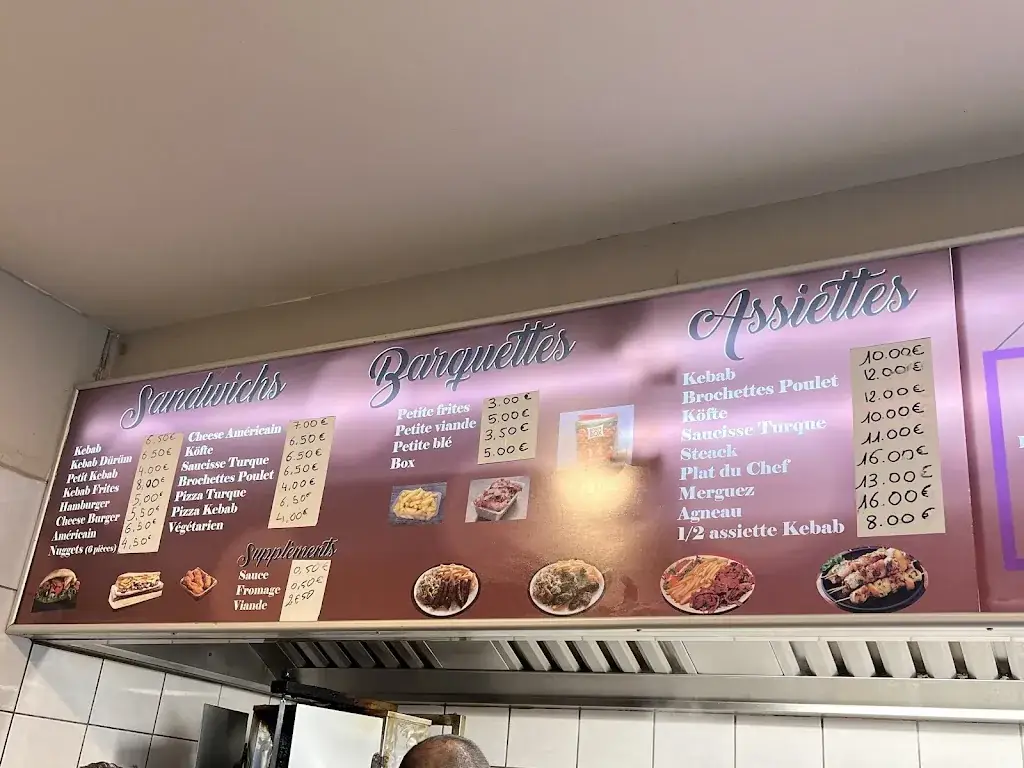 Sandwichs
Kebab 6.50€
Kebab Dürüm 6.50€
Petit Kebab 4.00€
Kebab Frites 8.00€
Hamburger 5.00€
Cheese Burger 5,50€
Américain 6.50€
Nuggets (6 pièces) 4,50€
Cheese Américain 7.00€
Köfte 6.50€
Saucisse Turque 6.50€
Brochettes Poulet 6,50€
Pizza Turque 4.00€
Pizza Kebab 6,50€
Végétarien 4,00€
Suppléments
Sauce 0,50€
Fromage 0,50€
Viande 2€50
Barquettes
Petite frites 3.00€
Petite viande 5.00€
Petite blé 3,50€
Box 5.00€
Assiettes
Kebab 10.00€
Brochettes Poulet 12.00€
Köfte 12.00€
Saucisse Turque 10.00€
Steack 11.00€
Plat du Chef 16.00€
Merguez 13.00€
Agneau 16.00€
1/2 assiette Kebab 8.00€